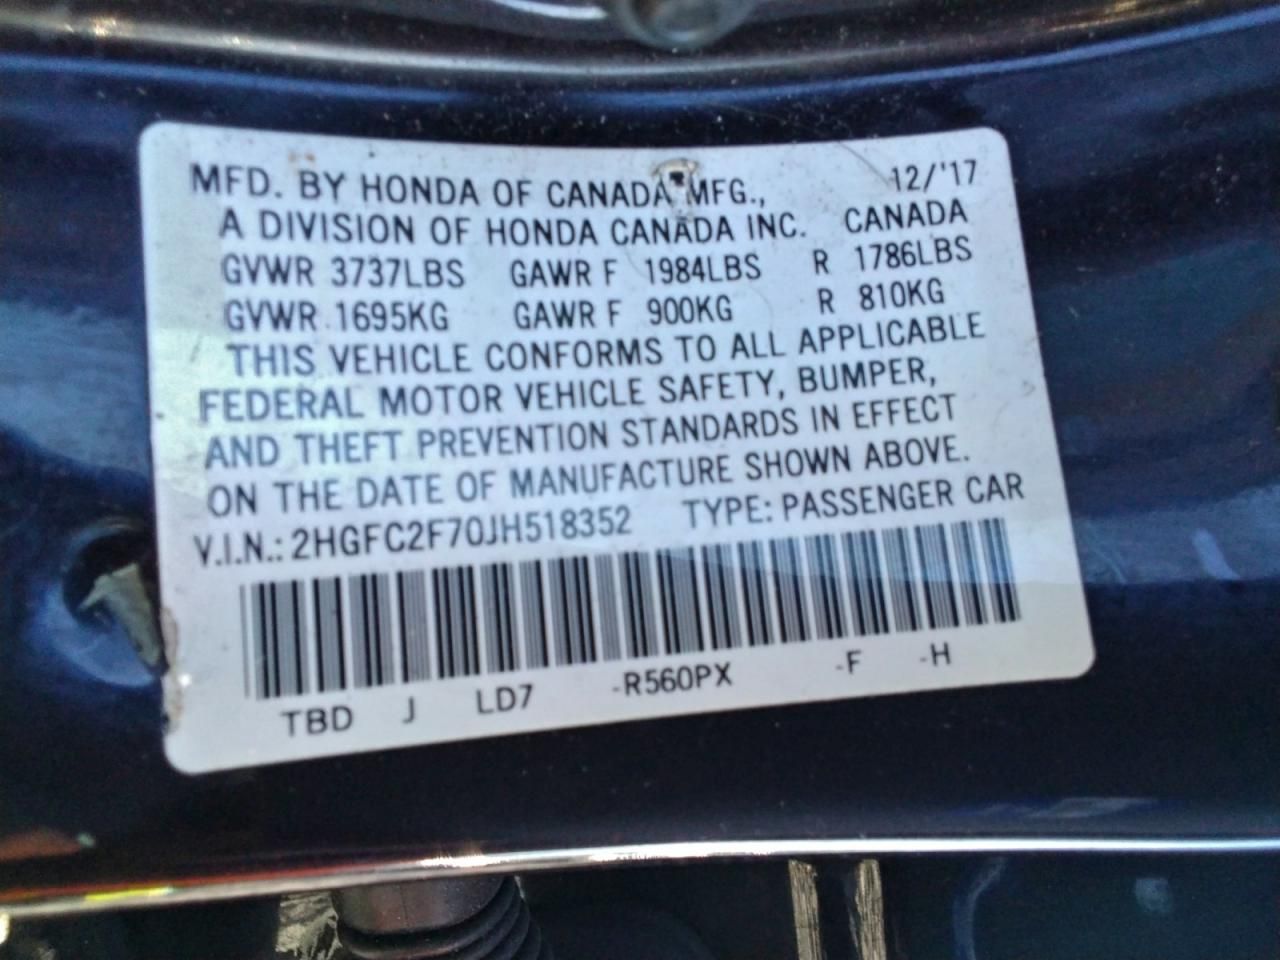 MFD. BY HONDA OF CANADA MFG., 12/'17
A DIVISION OF HONDA CANADA INC. CANADA
GVWR 3737LBS GAWR F 1984LBS R 1786LBS
GVWR 1695KG GAWR F 900KG R 810KG
THIS VEHICLE CONFORMS TO ALL APPLICABLE
FEDERAL MOTOR VEHICLE SAFETY, BUMPER,
AND THEFT PREVENTION STANDARDS IN EFFECT
ON THE DATE OF MANUFACTURE SHOWN ABOVE.
V.I.N.: 2HGFC2F70JH518352 TYPE: PASSENGER CAR
TBD J LD7 -R560PX -F -H